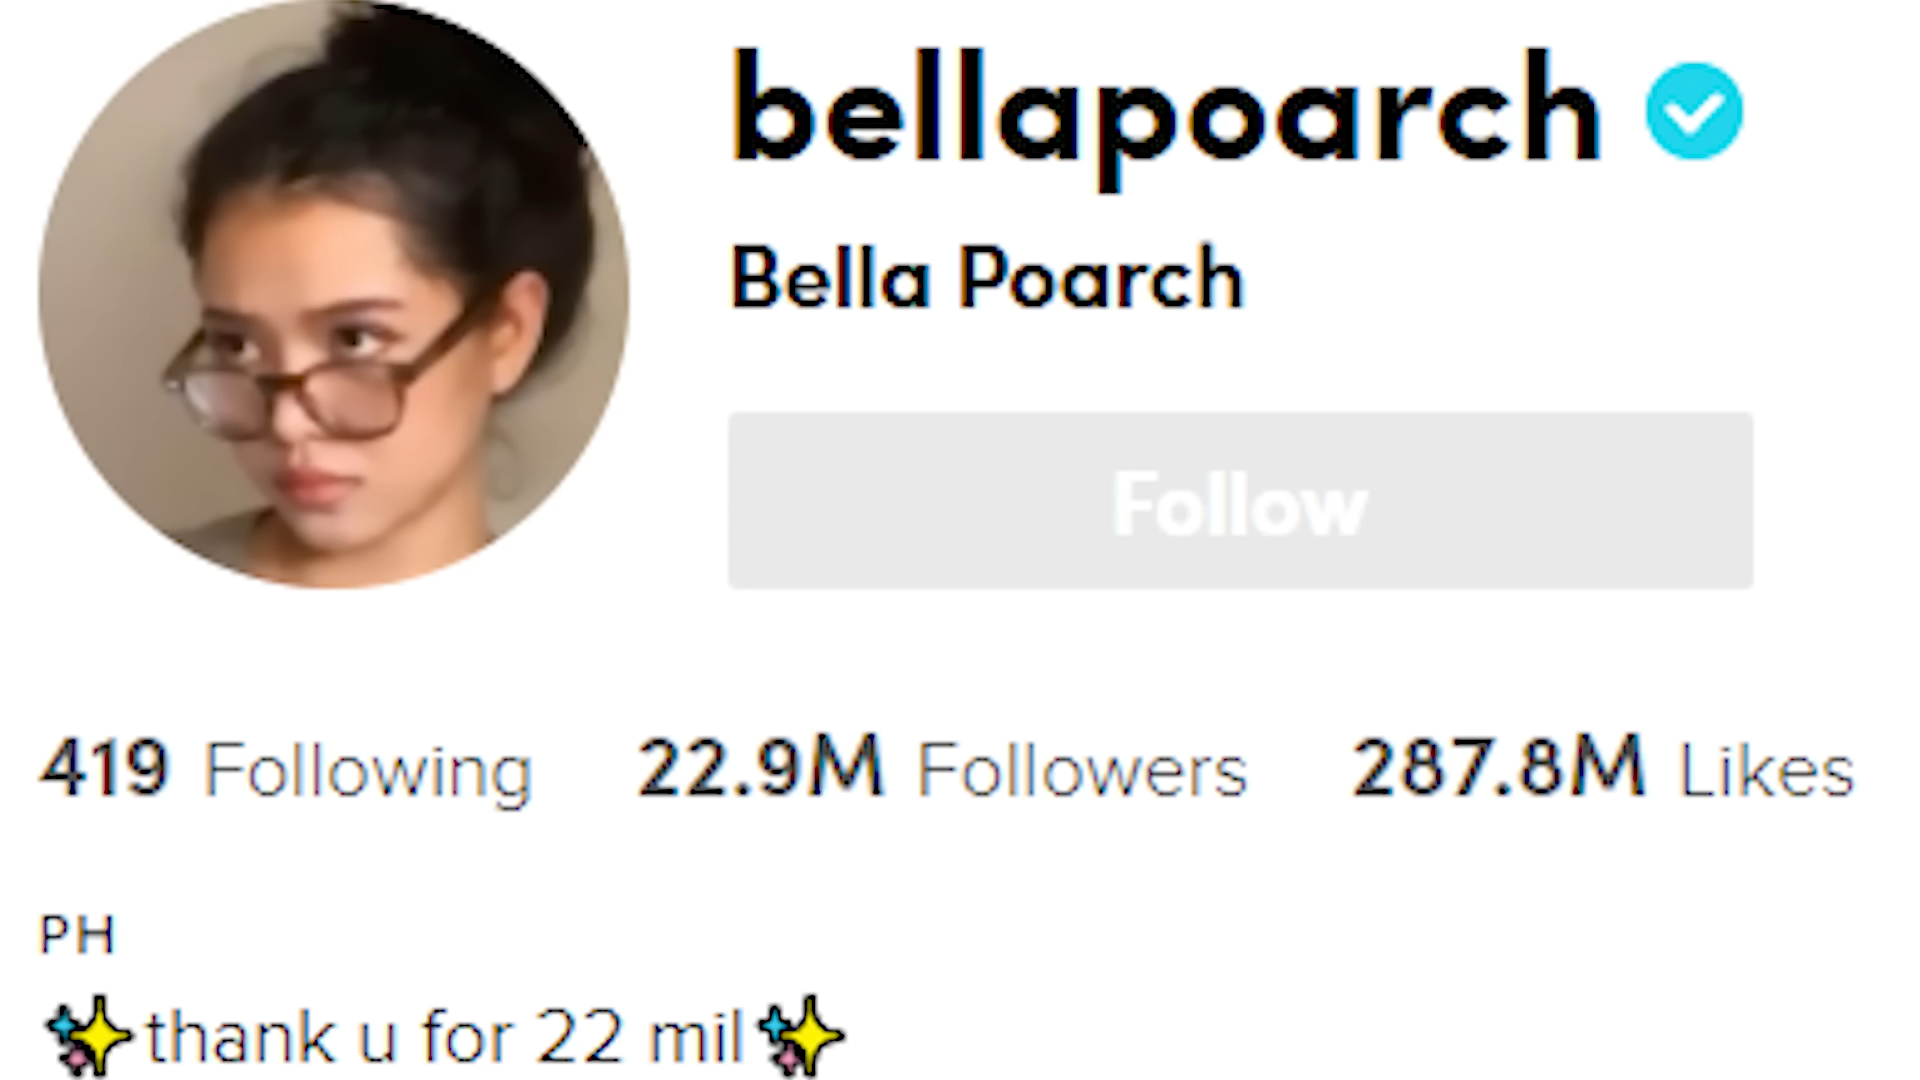 bellapoarch
Bella Poarch
Follow
419 Following 22.9M Followers 287.8M Likes
PH
✨thank u for 22 mil✨